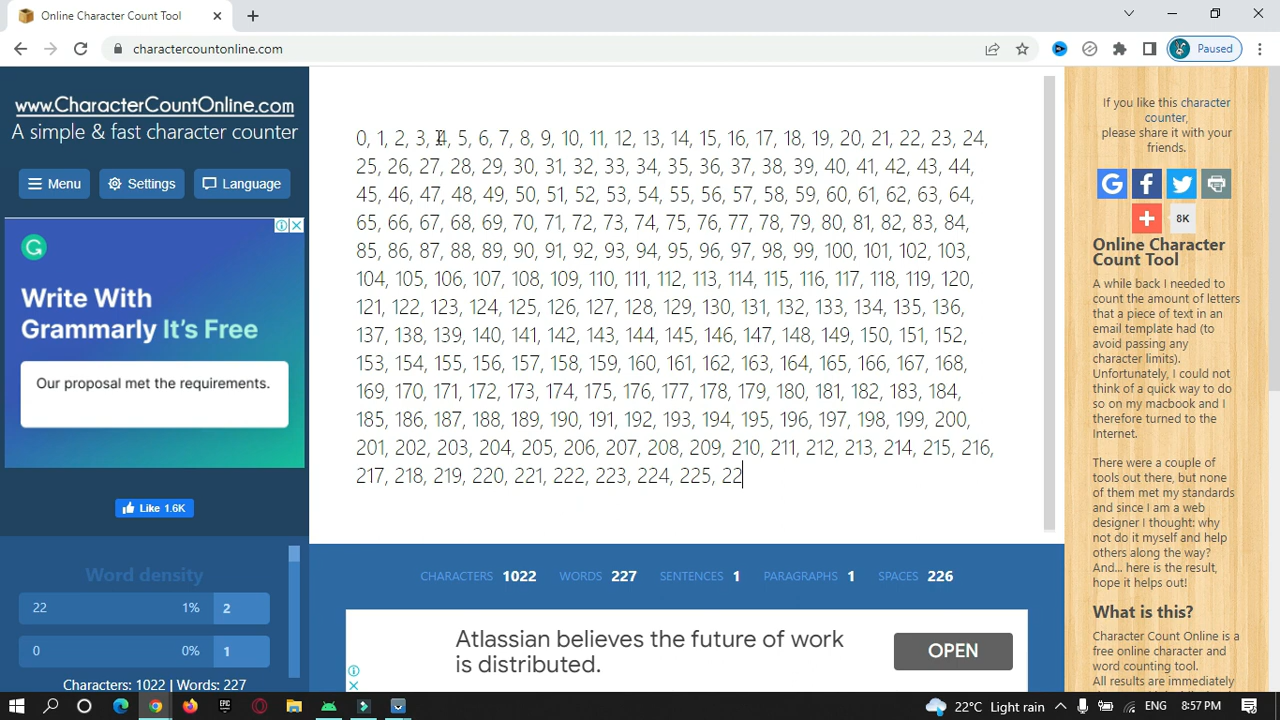 Online Character Count Tool
charactercountonline.com
Paused
www.CharacterCountOnline.com
A simple & fast character counter
Menu
Settings
Language
Write With
Grammarly It's Free
Our proposal met the requirements.
Like 1.6K
Word density
22 1% 2
0 0% 1
Characters: 1022 | Words: 227
0, 1, 2, 3, 4, 5, 6, 7, 8, 9, 10, 11, 12, 13, 14, 15, 16, 17, 18, 19, 20, 21, 22, 23, 24,
25, 26, 27, 28, 29, 30, 31, 32, 33, 34, 35, 36, 37, 38, 39, 40, 41, 42, 43, 44,
45, 46, 47, 48, 49, 50, 51, 52, 53, 54, 55, 56, 57, 58, 59, 60, 61, 62, 63, 64,
65, 66, 67, 68, 69, 70, 71, 72, 73, 74, 75, 76, 77, 78, 79, 80, 81, 82, 83, 84,
85, 86, 87, 88, 89, 90, 91, 92, 93, 94, 95, 96, 97, 98, 99, 100, 101, 102, 103,
104, 105, 106, 107, 108, 109, 110, 111, 112, 113, 114, 115, 116, 117, 118, 119, 120,
121, 122, 123, 124, 125, 126, 127, 128, 129, 130, 131, 132, 133, 134, 135, 136,
137, 138, 139, 140, 141, 142, 143, 144, 145, 146, 147, 148, 149, 150, 151, 152,
153, 154, 155, 156, 157, 158, 159, 160, 161, 162, 163, 164, 165, 166, 167, 168,
169, 170, 171, 172, 173, 174, 175, 176, 177, 178, 179, 180, 181, 182, 183, 184,
185, 186, 187, 188, 189, 190, 191, 192, 193, 194, 195, 196, 197, 198, 199, 200,
201, 202, 203, 204, 205, 206, 207, 208, 209, 210, 211, 212, 213, 214, 215, 216,
217, 218, 219, 220, 221, 222, 223, 224, 225, 22
CHARACTERS 1022 WORDS 227 SENTENCES 1 PARAGRAPHS 1 SPACES 226
Atlassian believes the future of work
is distributed.
OPEN
If you like this character
counter,
please share it with your
friends.
8K
Online Character
Count Tool
A while back I needed to
count the amount of letters
that a piece of text in an
email template had (to
avoid passing any
character limits).
Unfortunately, I could not
think of a quick way to do
so on my macbook and I
therefore turned to the
Internet.
There were a couple of
tools out there, but none
of them met my standards
and since I am a web
designer I thought: why
not do it myself and help
others along the way?
And... here is the result,
hope it helps out!
What is this?
Character Count Online is a
free online character and
word counting tool.
All results are immediately
22°C Light rain
ENG
8:57 PM